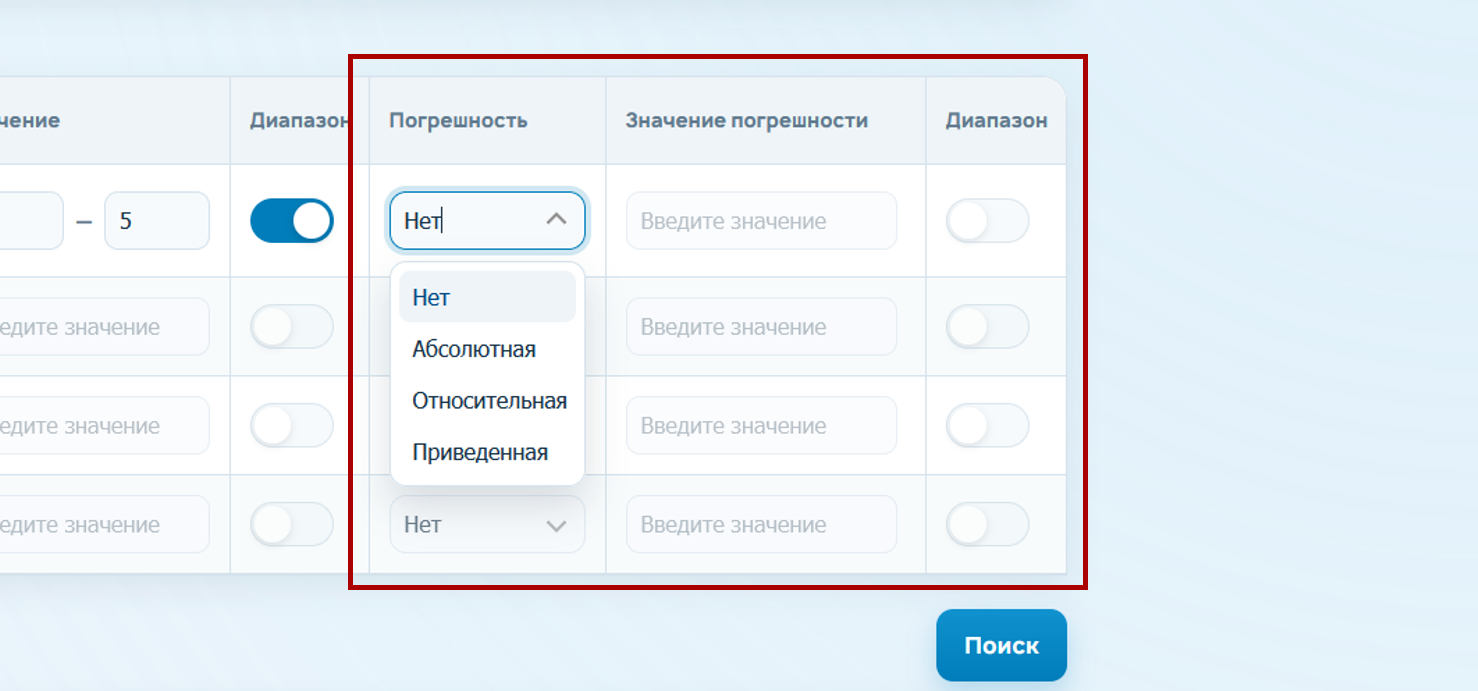 чение Диапазон Погрешность Значение погрешности Диапазон
– 5 Нет Введите значение
Нет
едите значение Введите значение
Абсолютная
Относительная
едите значение Введите значение
Приведенная
едите значение Нет Введите значение
Поиск